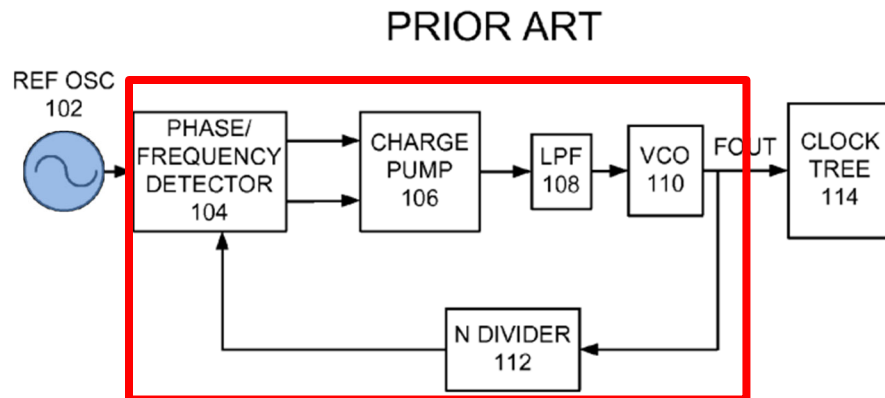 PRIOR ART
REF OSC
102
PHASE/
FREQUENCY
DETECTOR
104
CHARGE
PUMP
106
LPF
108
VCO
110
FOUT
CLOCK
TREE
114
N DIVIDER
112